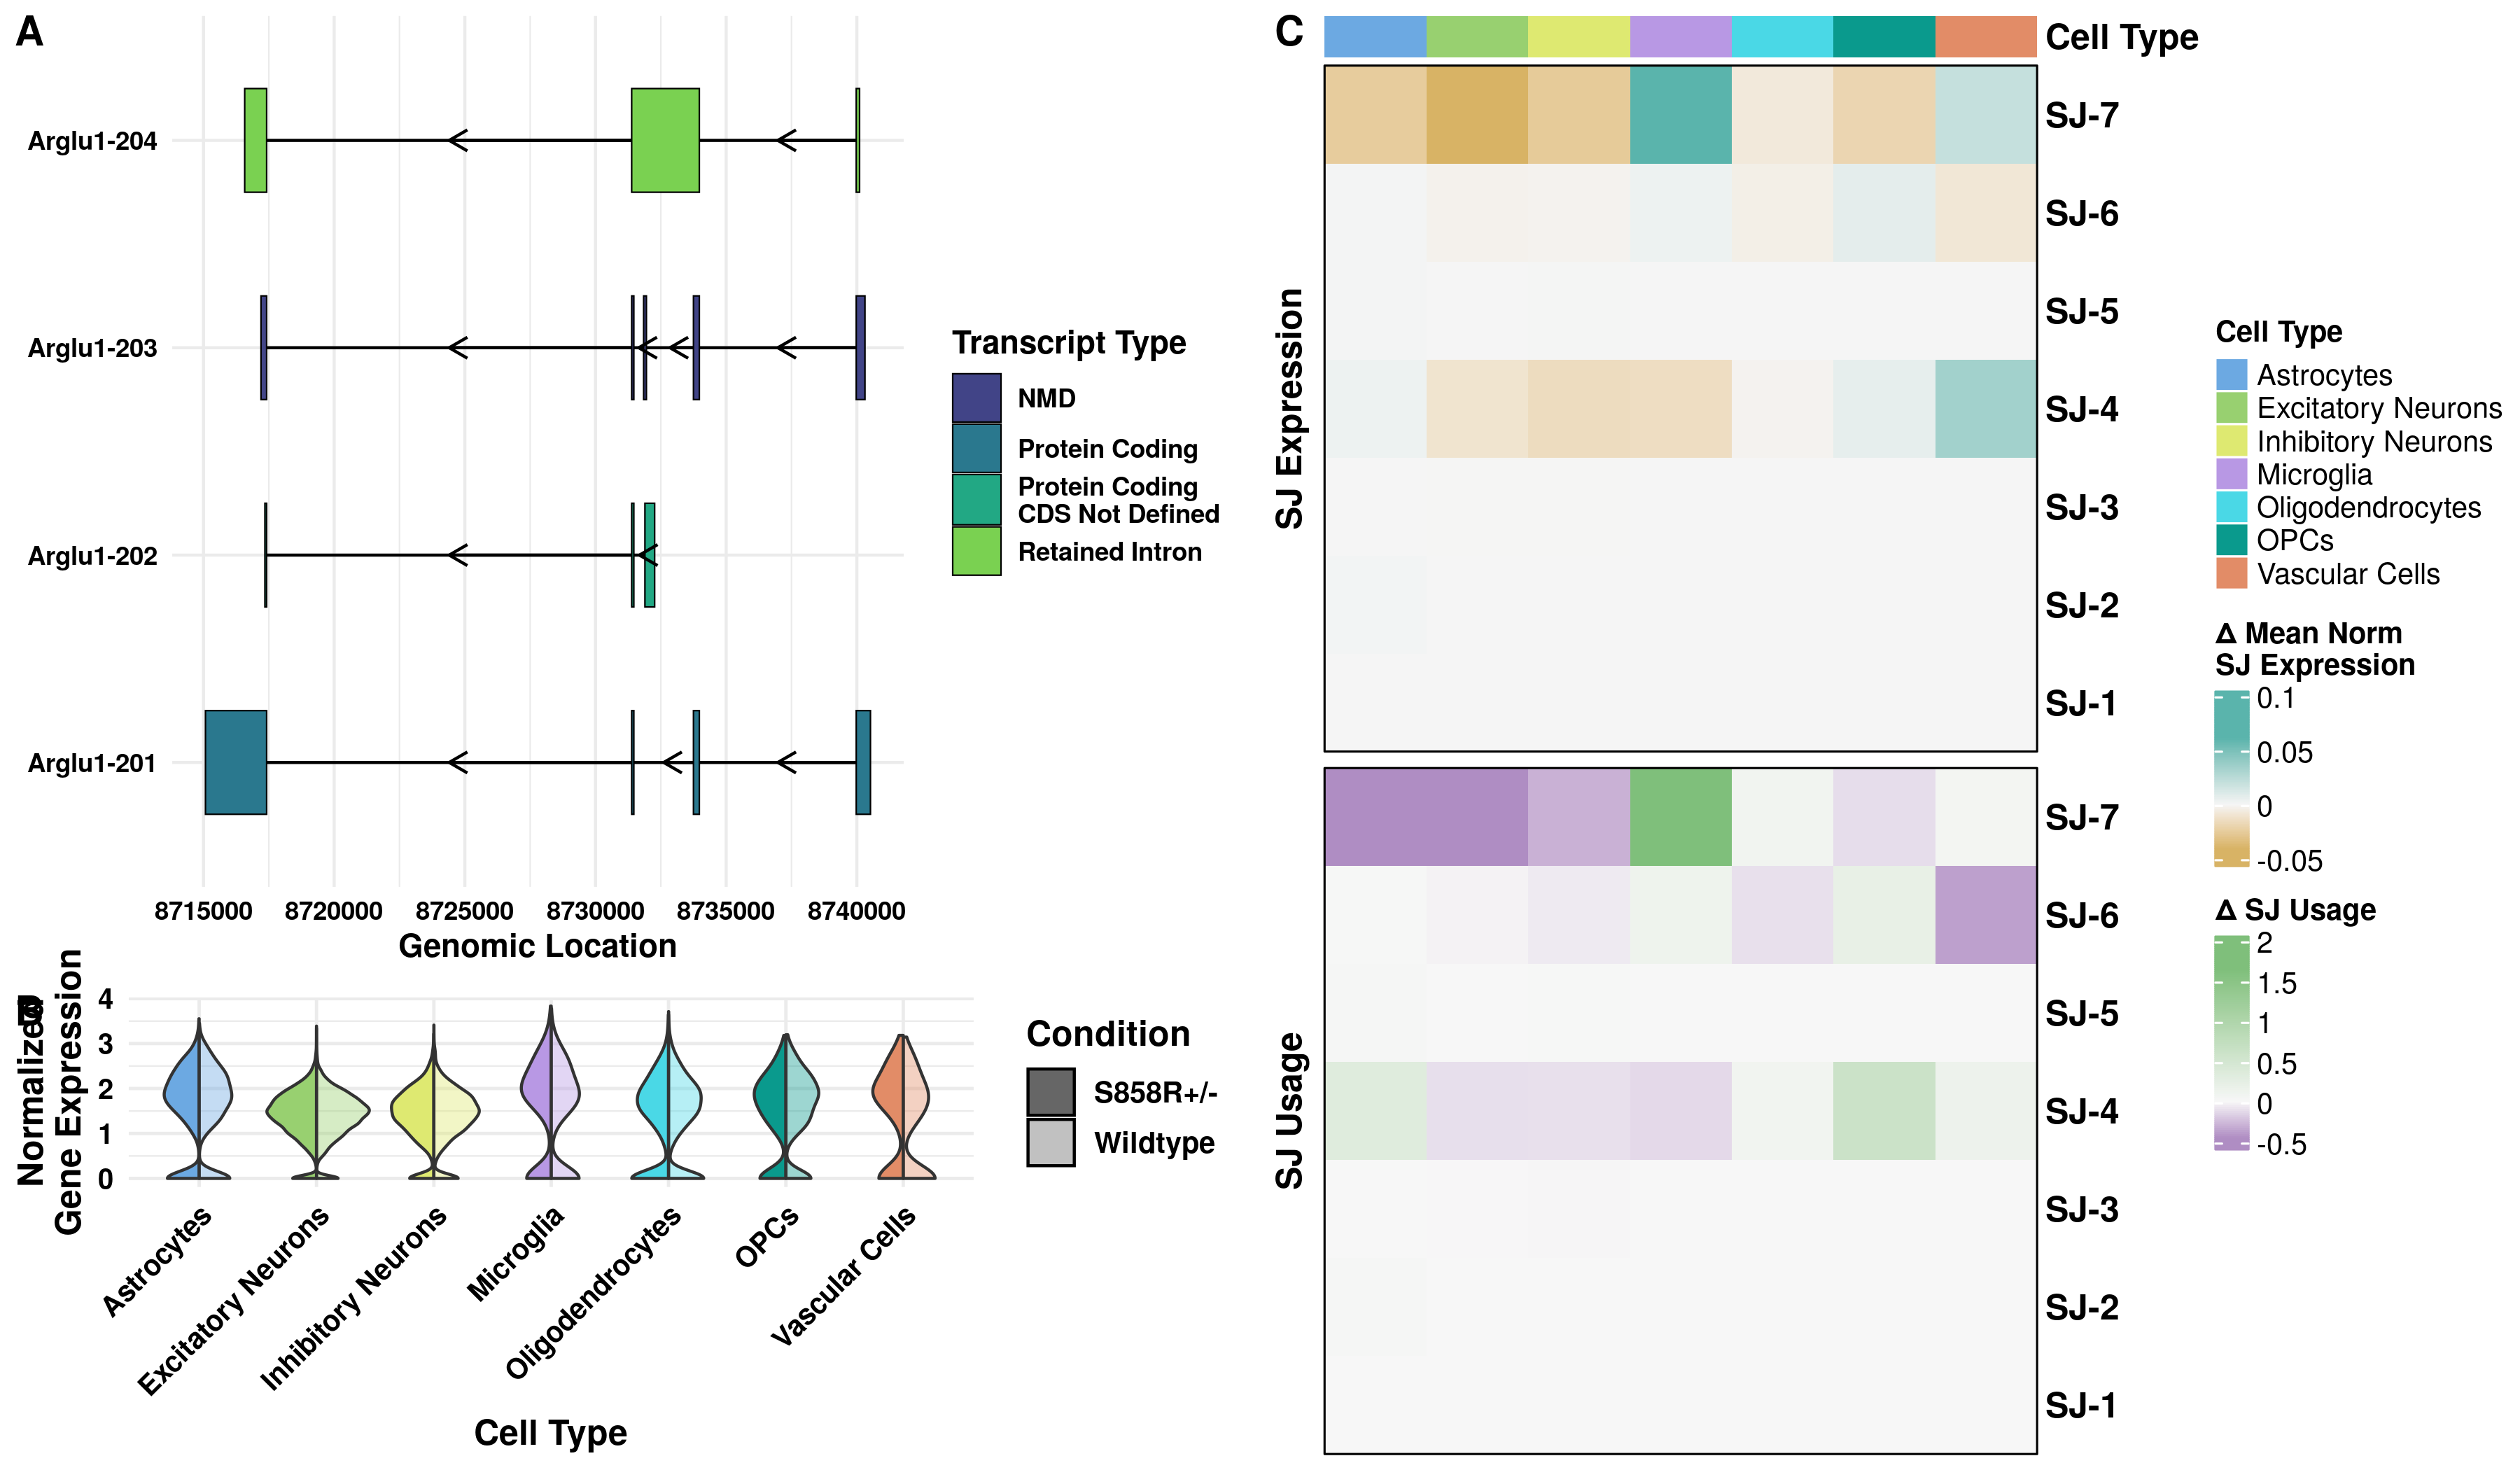 A
Arglu1-204
Arglu1-203
Arglu1-202
Arglu1-201
8715000
8720000
8725000
8730000
8735000
8740000
Genomic Location
Transcript Type
NMD
Protein Coding
Protein Coding
CDS Not Defined
Retained Intron
Normalized
Gene Expression
4
3
2
1
0
Astrocytes
Excitatory Neurons
Inhibitory Neurons
Microglia
Oligodendrocytes
OPCs
Vascular Cells
Cell Type
Condition
S858R+/-
Wildtype
C
Cell Type
SJ Expression
SJ-7
SJ-6
SJ-5
SJ-4
SJ-3
SJ-2
SJ-1
SJ Usage
SJ-7
SJ-6
SJ-5
SJ-4
SJ-3
SJ-2
SJ-1
Cell Type
Astrocytes
Excitatory Neurons
Inhibitory Neurons
Microglia
Oligodendrocytes
OPCs
Vascular Cells
Δ Mean Norm
SJ Expression
0.1
0.05
0
-0.05
Δ SJ Usage
2
1.5
1
0.5
0
-0.5